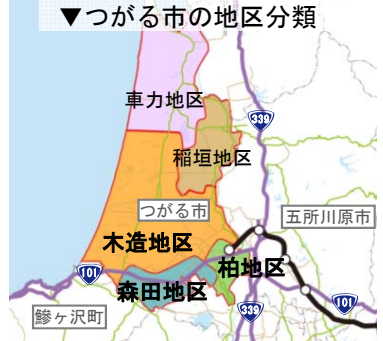 ▼つがる市の地区分類
車力地区
339
稲垣地区
つがる市
五所川原市
木造地区
柏地区
101
森田地区
101
339
鰺ヶ沢町